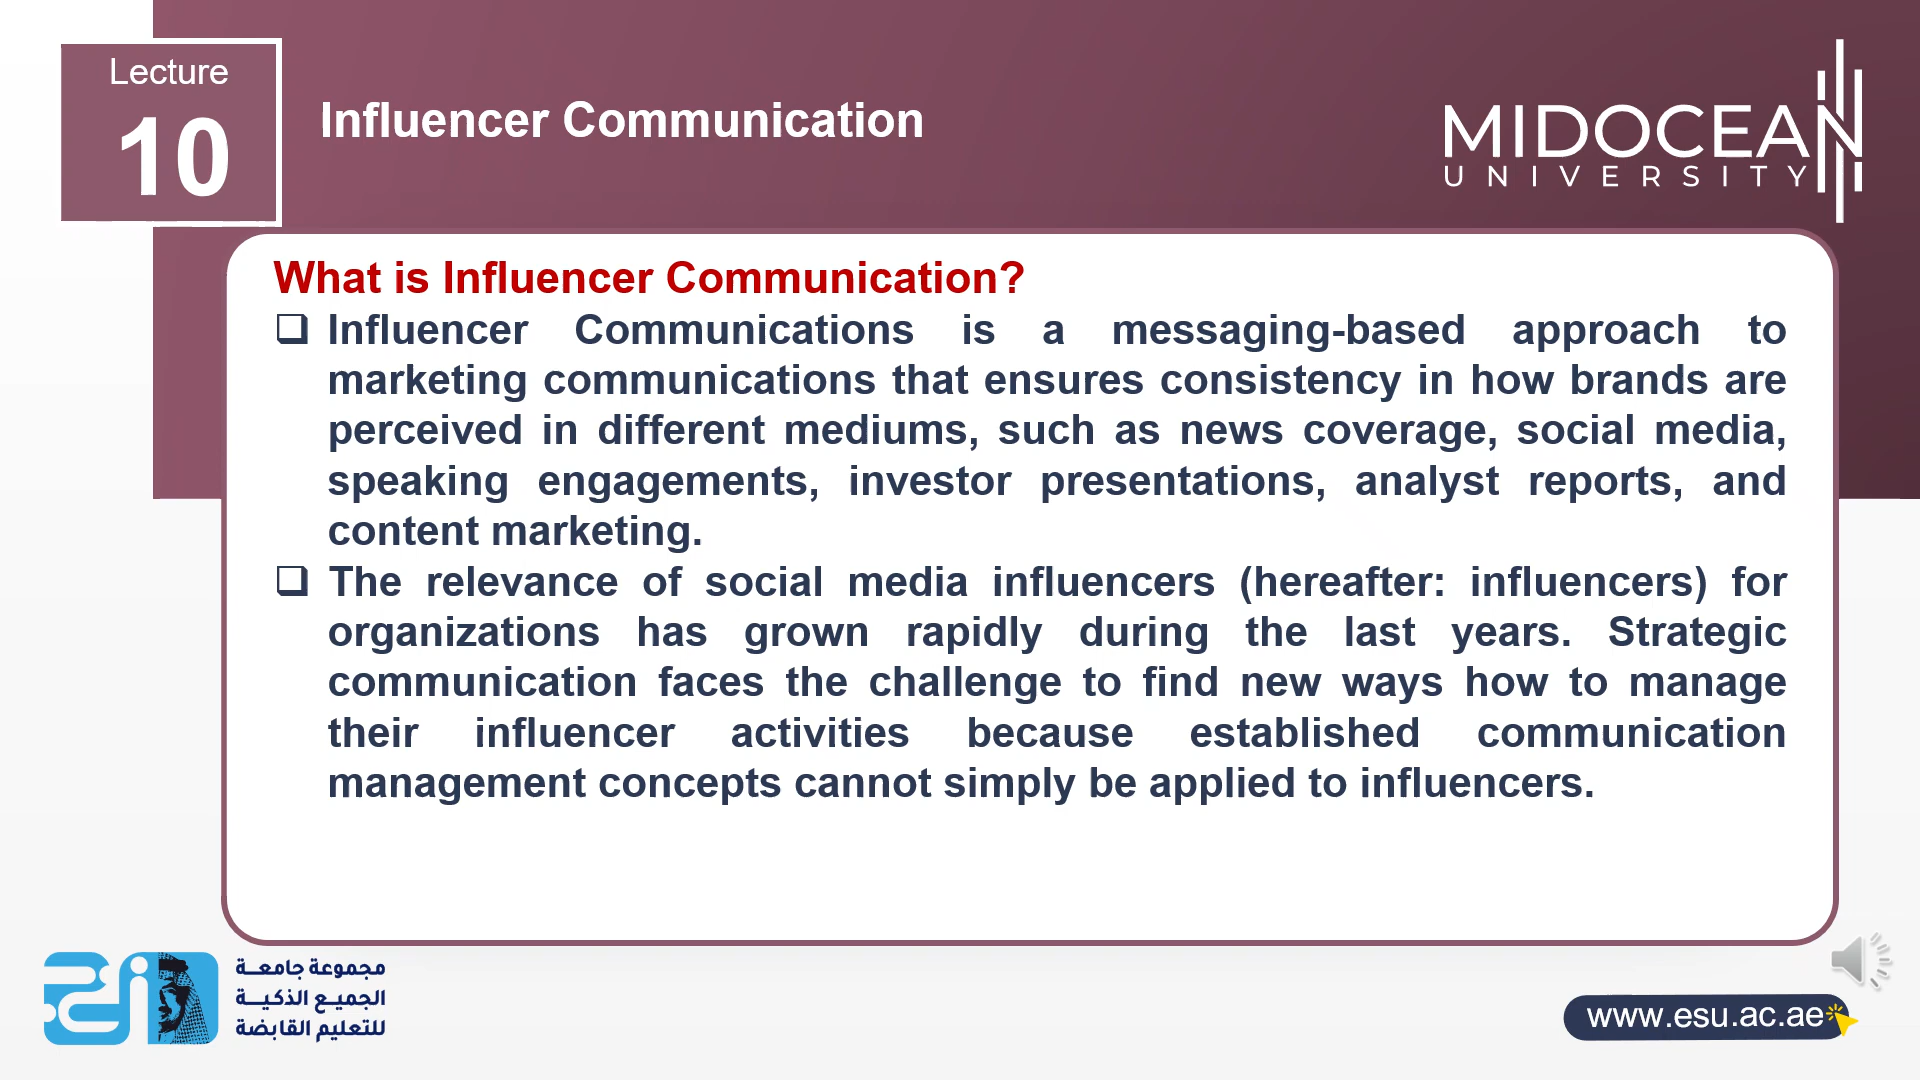 Lecture
10
Influencer Communication
MIDOCEAN
UNIVERSITY
What is Influencer Communication?
❑ Influencer Communications is a messaging-based approach to
marketing communications that ensures consistency in how brands are
perceived in different mediums, such as news coverage, social media,
speaking engagements, investor presentations, analyst reports, and
content marketing.
❑ The relevance of social media influencers (hereafter: influencers) for
organizations has grown rapidly during the last years. Strategic
communication faces the challenge to find new ways how to manage
their influencer activities because established communication
management concepts cannot simply be applied to influencers.
مجموعة جامعـــة
الجميـع الذكيـــة
للتعليم القابضة
www.esu.ac.ae